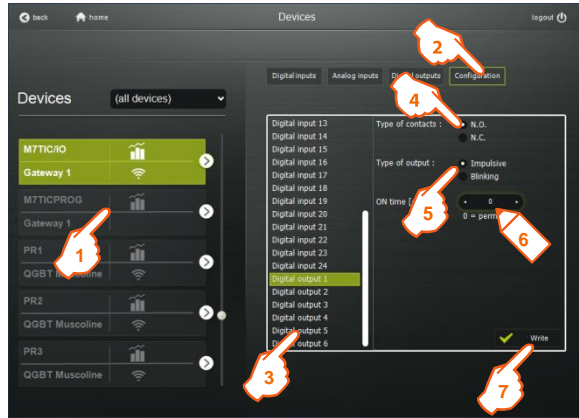 back home Devices logout
2
Digital inputs Analog inputs Digital outputs Configuration
Devices (all devices)
4
Digital input 13 Type of contacts : N.O.
Digital input 14 N.C.
Digital input 15
M7TIC/IO Digital input 16 Type of output : Impulsive
Gateway 1 Digital input 17 Blinking
Digital input 18
M7TICPROG Digital input 19 ON time 0
Digital input 20 0 =
Gateway 1 Digital input 21 5
Digital input 22 6
1 Digital input 23
PR1 Digital input 24
QGBT Muscoline Digital output 1
Digital output 2
PR2 Digital output 3
Digital output 4
QGBT Muscoline Digital output 5
Digital output 6 Write
PR3
QGBT Muscoline 3 7